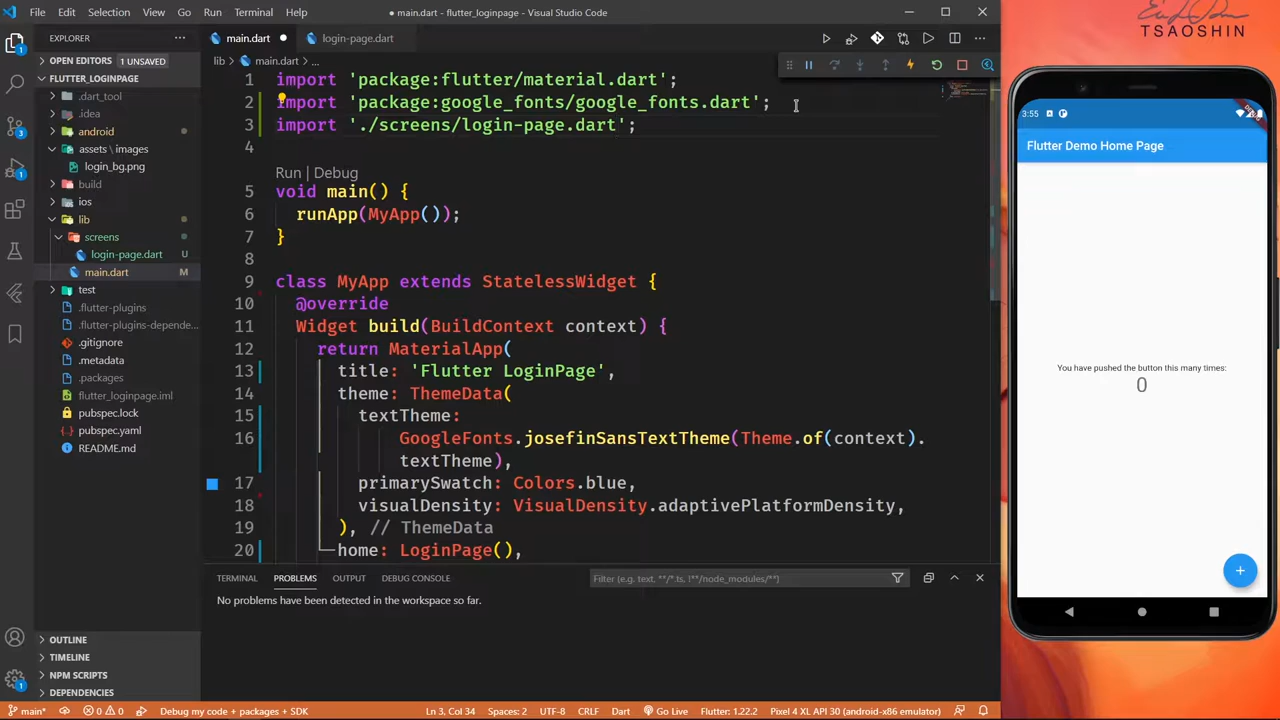 File Edit Selection View Go Run Terminal Help
● main.dart - flutter_loginpage - Visual Studio Code
EXPLORER
OPEN EDITORS 1 UNSAVED
FLUTTER_LOGINPAGE
.dart_tool
.idea
android
assets \ images
login_bg.png
build
ios
lib
screens
login-page.dart U
main.dart M
test
.flutter-plugins
.flutter-plugins-depende...
.gitignore
.metadata
.packages
flutter_loginpage.iml
pubspec.lock
pubspec.yaml
README.md
OUTLINE
TIMELINE
NPM SCRIPTS
DEPENDENCIES
main.dart ● login-page.dart
lib > main.dart > ...
1 import 'package:flutter/material.dart';
2 import 'package:google_fonts/google_fonts.dart';
3 import './screens/login-page.dart';
4
Run | Debug
5 void main() {
6 runApp(MyApp());
7 }
8
9 class MyApp extends StatelessWidget {
10 @override
11 Widget build(BuildContext context) {
12 return MaterialApp(
13 title: 'Flutter LoginPage',
14 theme: ThemeData(
15 textTheme:
16 GoogleFonts.josefinSansTextTheme(Theme.of(context).
textTheme),
17 primarySwatch: Colors.blue,
18 visualDensity: VisualDensity.adaptivePlatformDensity,
19 ), // ThemeData
20 home: LoginPage(),
TERMINAL PROBLEMS OUTPUT DEBUG CONSOLE
Filter (e.g. text, **/*.ts, !**/node_modules/**)
No problems have been detected in the workspace so far.
main* 0 0 Debug my code + packages + SDK
Ln 3, Col 34 Spaces: 2 UTF-8 CRLF Dart Go Live Flutter: 1.22.2 Pixel 4 XL API 30 (android-x86 emulator)
TSAOSHIN
3:55
Flutter Demo Home Page
You have pushed the button this many times:
0